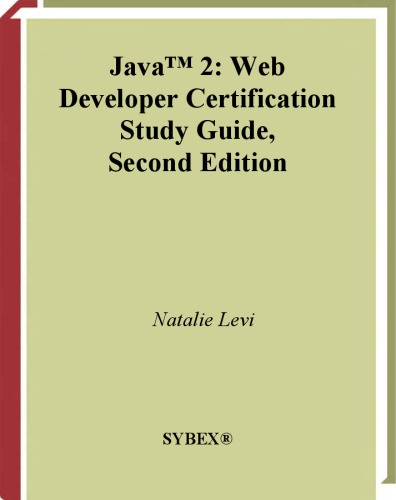 Java™ 2: Web
Developer Certification
Study Guide,
Second Edition
Natalie Levi
SYBEX®